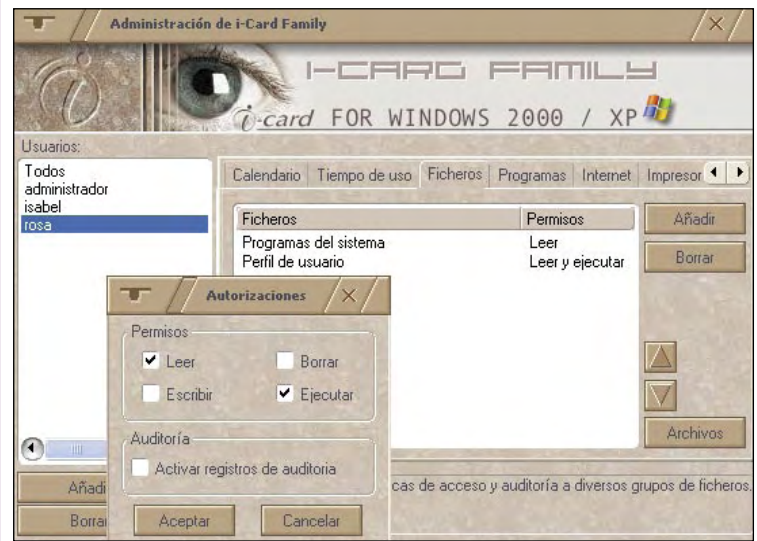 Administración de i-Card Family
I-CARD FAMILY
i-card FOR WINDOWS 2000 / XP
Usuarios:
Todos
administrador
isabel
rosa
Calendario Tiempo de uso Ficheros Programas Internet Impresor
Ficheros Permisos
Programas del sistema Leer
Perfil de usuario Leer y ejecutar
Añadir
Borrar
Archivos
Autorizaciones
Permisos
Leer Borrar
Escribir Ejecutar
Auditoría
Activar registros de auditoria
Aceptar Cancelar
Añadi
Borra
cas de acceso y auditoría a diversos grupos de ficheros.